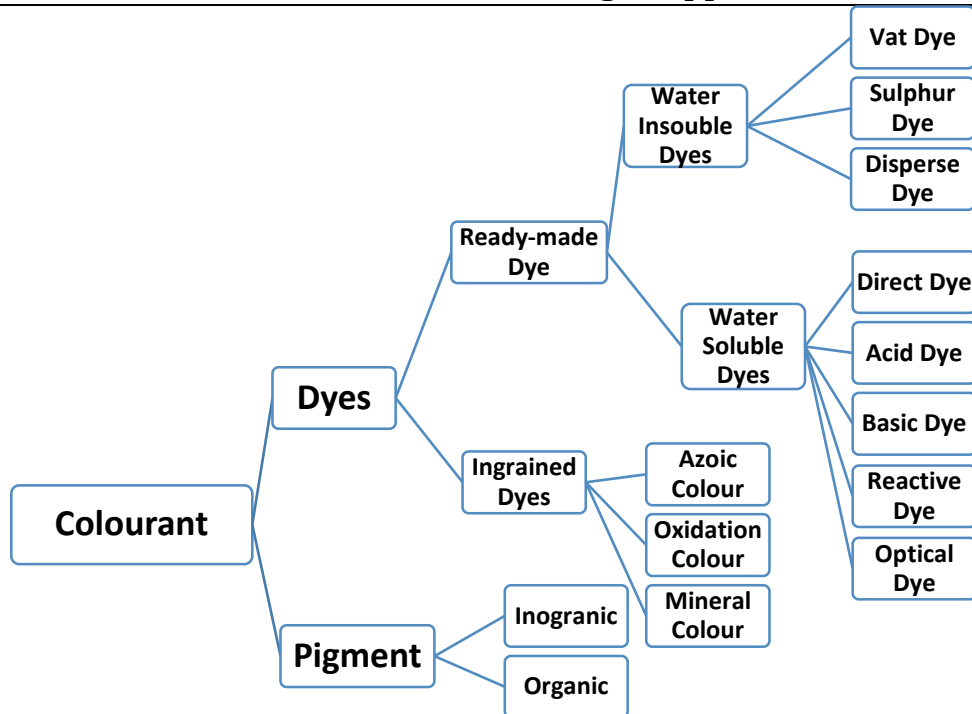 Vat Dye
Water
Insouble
Dyes
Sulphur
Dye
Disperse
Dye
Ready-made
Dye
Direct Dye
Water
Soluble
Dyes
Acid Dye
Dyes
Basic Dye
Ingrained
Dyes
Azoic
Colour
Reactive
Dye
Colourant
Oxidation
Colour
Optical
Dye
Inogranic
Mineral
Colour
Pigment
Organic